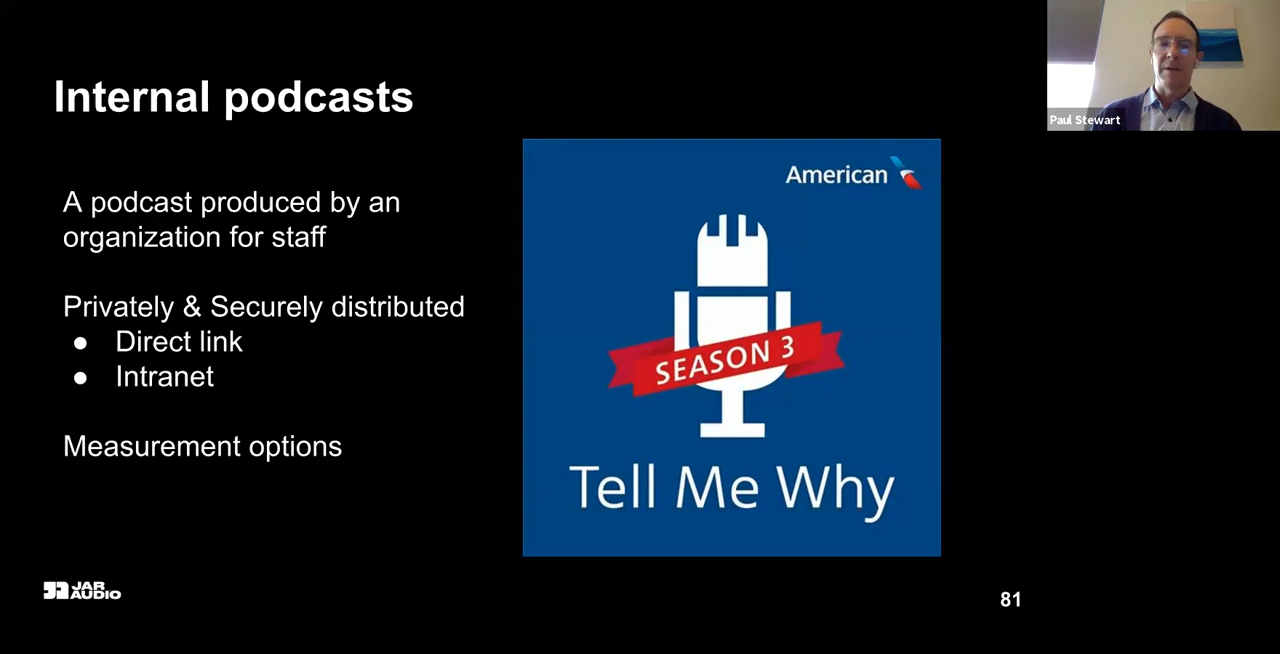 Internal podcasts
A podcast produced by an
organization for staff
Privately & Securely distributed
● Direct link
● Intranet
Measurement options
American
SEASON 3
Tell Me Why
JAR
AUDIO
81
Paul Stewart